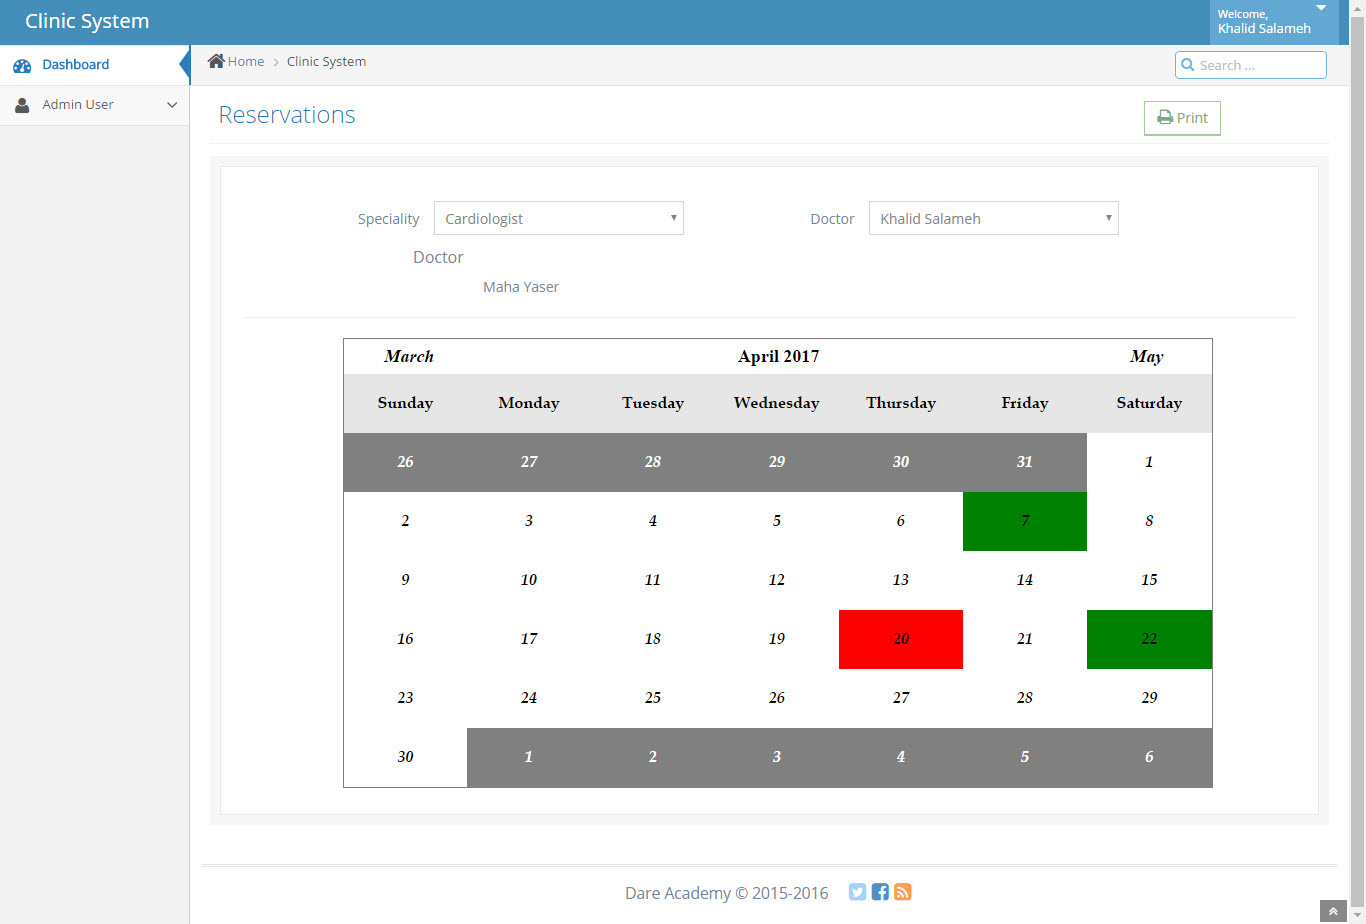 Clinic System
Welcome,
Khalid Salameh
Dashboard
Home > Clinic System
Search ...
Admin User
Reservations
Print
Speciality Cardiologist Doctor Khalid Salameh
Doctor
Maha Yaser
March April 2017 May
Sunday Monday Tuesday Wednesday Thursday Friday Saturday
26 27 28 29 30 31 1
2 3 4 5 6 7 8
9 10 11 12 13 14 15
16 17 18 19 20 21 22
23 24 25 26 27 28 29
30 1 2 3 4 5 6
Dare Academy © 2015-2016